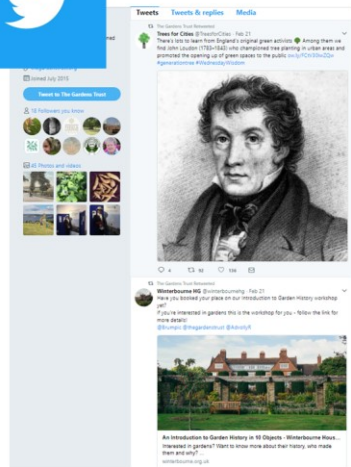 Tweets Tweets & replies Media
Joined July 2013
Tweet to The Gardens Trust
18 Followers you know
45 Photos and videos
The Gardens Trust Retweeted
Trees for Cities @TreesforCities · Feb 21
There's lots to learn from England's original green activists Among them we
find John Loudon (1783-1843) who championed tree planting in urban areas and
promoted the opening up of green spaces to the public
#generationtree #WednesdayWisdom
The Gardens Trust Retweeted
Winterbourne HG @winterbournehg · Feb 21
Have you booked your place on our Introduction to Garden History workshop
yet?
If you're interested in gardens this is the workshop for you - follow the link for
more details!
@thegardenstrust
An Introduction to Garden History in 10 Objects - Winterbourne Hous...
Interested in gardens? Want to know more about their history, who made
them and why? ...
winterbourne.org.uk